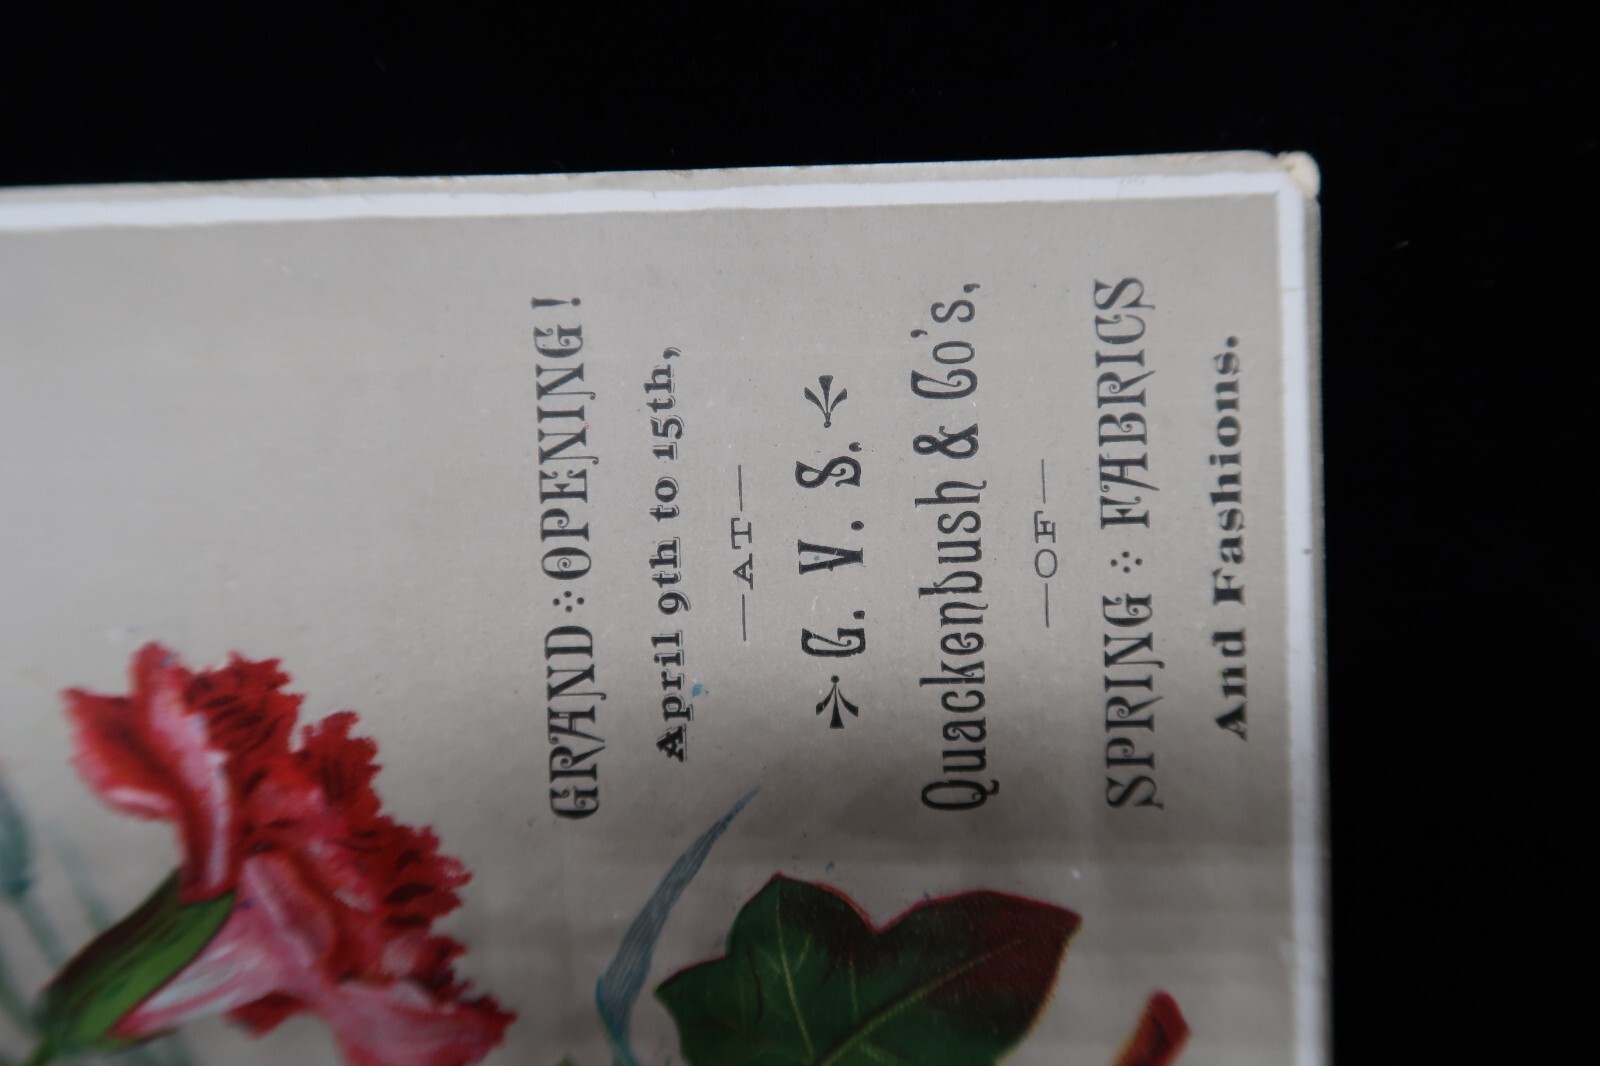 GRAND OPENING!
April 9th to 15th,
—AT—
G. V. S.
Quackenbush & Co's,
—OF—
SPRING FABRICS
And Fashions.